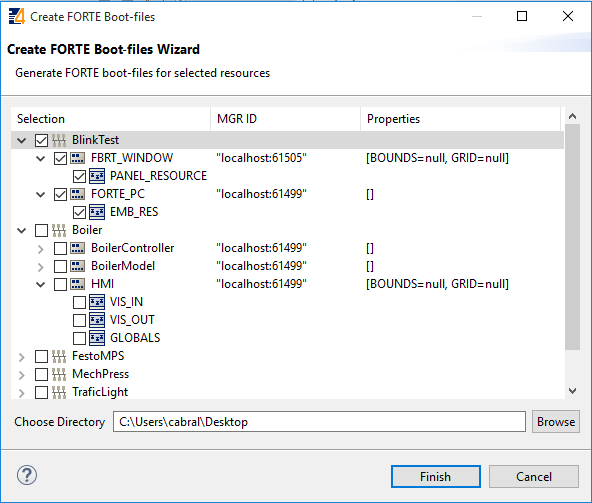 Create FORTE Boot-files
Create FORTE Boot-files Wizard
Generate FORTE boot-files for selected resources
Selection MGR ID Properties
BlinkTest
FBRT_WINDOW "localhost:61505" [BOUNDS=null, GRID=null]
PANEL_RESOURCE
FORTE_PC "localhost:61499" []
EMB_RES
Boiler
BoilerController "localhost:61499" []
BoilerModel "localhost:61499" []
HMI "localhost:61499" [BOUNDS=null, GRID=null]
VIS_IN
VIS_OUT
GLOBALS
FestoMPS
MechPress
TraficLight
Choose Directory C:\Users\cabral\Desktop Browse
? Finish Cancel